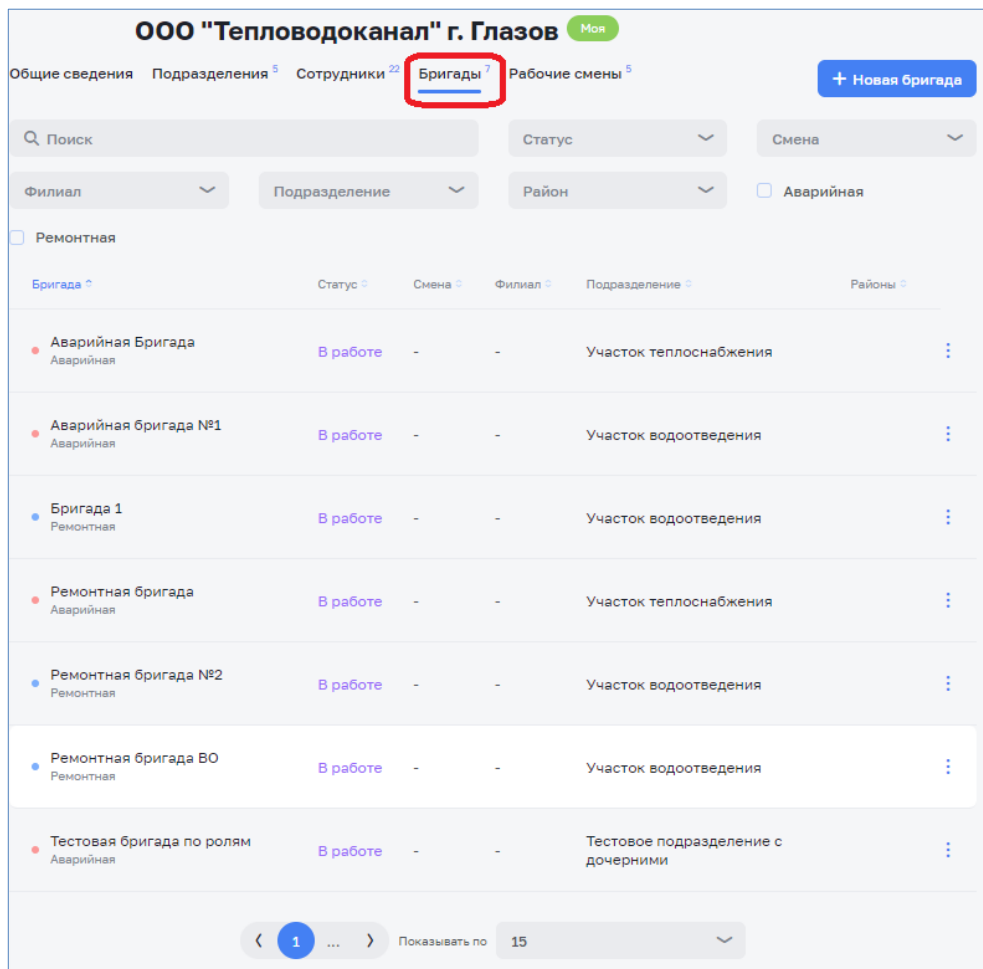 ООО "Тепловодоканал" г. Глазов Моя
Общие сведения Подразделения 5 Сотрудники 22 Бригады 7 Рабочие смены 5 + Новая бригада
Поиск Статус Смена
Филиал Подразделение Район Аварийная
Ремонтная
Бригада Статус Смена Филиал Подразделение Районы
Аварийная Бригада
Аварийная
В работе - - Участок теплоснабжения
Аварийная бригада №1
Аварийная
В работе - - Участок водоотведения
Бригада 1
Ремонтная
В работе - - Участок водоотведения
Ремонтная бригада
Аварийная
В работе - - Участок теплоснабжения
Ремонтная бригада №2
Ремонтная
В работе - - Участок водоотведения
Ремонтная бригада ВО
Ремонтная
В работе - - Участок водоотведения
Тестовая бригада по ролям
Аварийная
В работе - - Тестовое подразделение с
дочерними
1 ... Показывать по 15